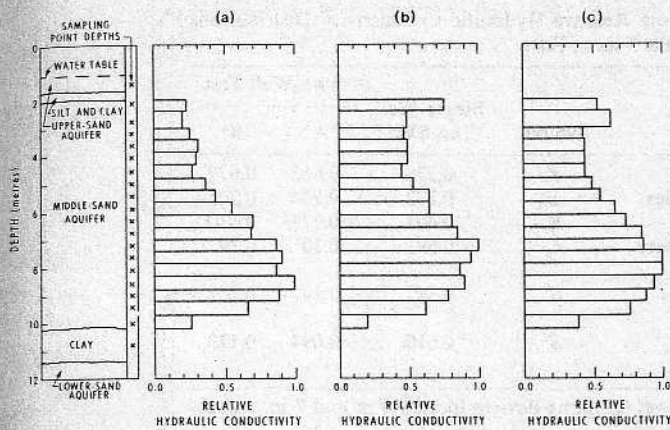 SAMPLING
POINT DEPTHS
(a)
(b)
(c)
0
WATER TABLE
2
SILT AND CLAY
UPPER-SAND
AQUIFER
4
MIDDLE-SAND
AQUIFER
6
DEPTH (metres)
8
10
CLAY
12
LOWER-SAND
AQUIFER
0.0 0.5 1.0
0.0 0.5 1.0
0.0 0.5 1.0
RELATIVE
HYDRAULIC CONDUCTIVITY
RELATIVE
HYDRAULIC CONDUCTIVITY
RELATIVE
HYDRAULIC CONDUCTIVITY